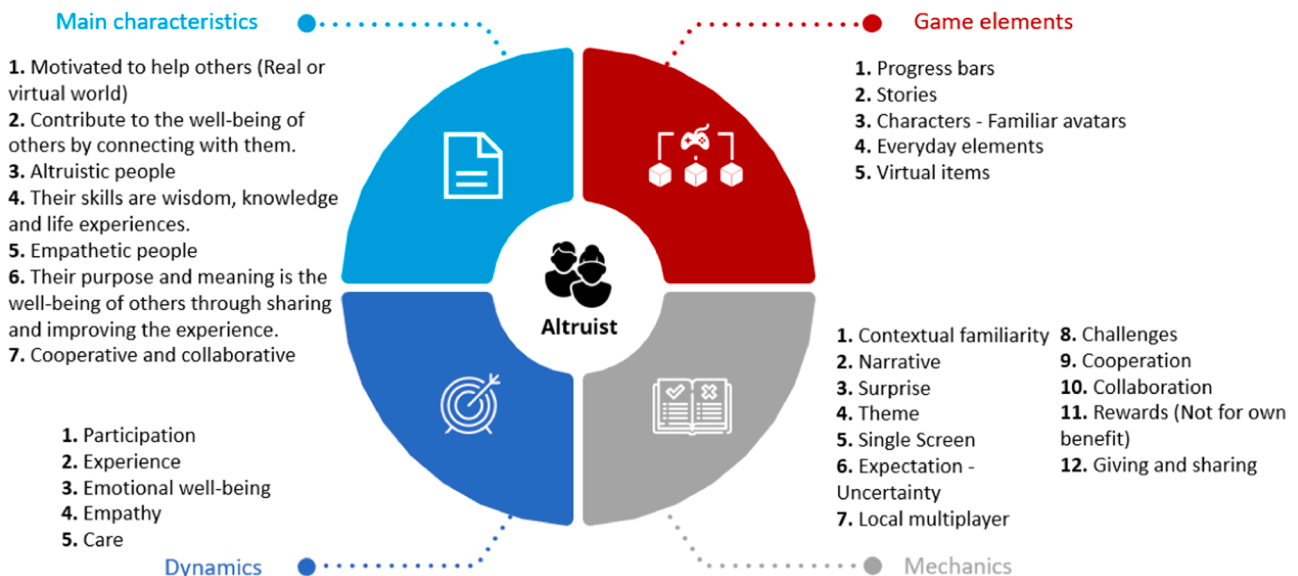 Main characteristics
1. Motivated to help others (Real or
virtual world)
2. Contribute to the well-being of
others by connecting with them.
3. Altruistic people
4. Their skills are wisdom, knowledge
and life experiences.
5. Empathetic people
6. Their purpose and meaning is the
well-being of others through sharing
and improving the experience.
7. Cooperative and collaborative
Game elements
1. Progress bars
2. Stories
3. Characters - Familiar avatars
4. Everyday elements
5. Virtual items
Altruist
1. Participation
2. Experience
3. Emotional well-being
4. Empathy
5. Care
Dynamics
1. Contextual familiarity
2. Narrative
3. Surprise
4. Theme
5. Single Screen
6. Expectation -
Uncertainty
7. Local multiplayer
8. Challenges
9. Cooperation
10. Collaboration
11. Rewards (Not for own
benefit)
12. Giving and sharing
Mechanics